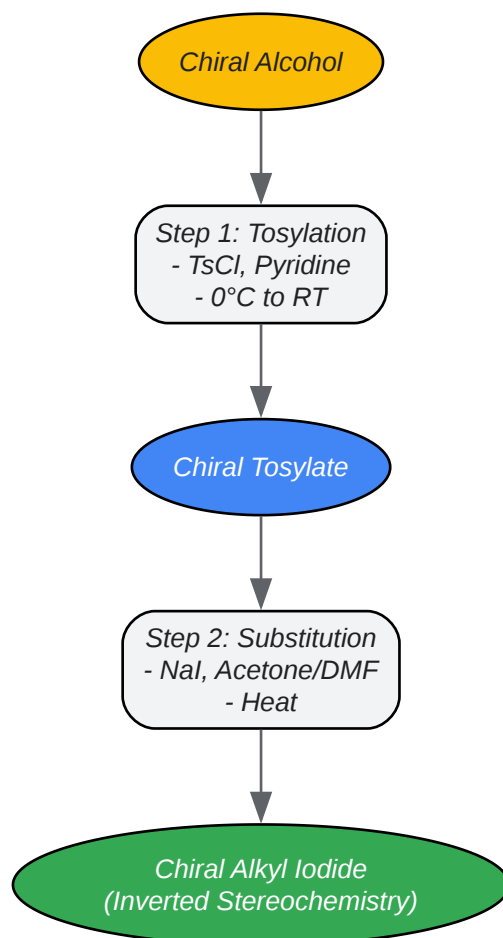 Chiral Alcohol
Step 1: Tosylation
- TsCl, Pyridine
- 0°C to RT
Chiral Tosylate
Step 2: Substitution
- NaI, Acetone/DMF
- Heat
Chiral Alkyl Iodide
(Inverted Stereochemistry)